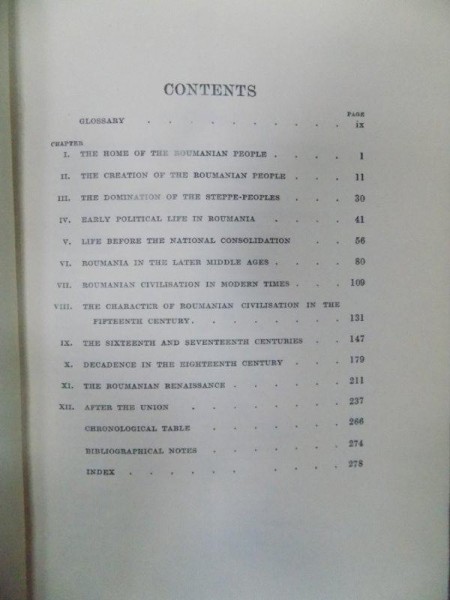 CONTENTS
PAGE
GLOSSARY . . . . . . . . . . ix
CHAPTER
I. THE HOME OF THE ROUMANIAN PEOPLE . . . . 1
II. THE CREATION OF THE ROUMANIAN PEOPLE . . . 11
III. THE DOMINATION OF THE STEPPE-PEOPLES . . . 30
IV. EARLY POLITICAL LIFE IN ROUMANIA . . . . 41
V. LIFE BEFORE THE NATIONAL CONSOLIDATION . . 56
VI. ROUMANIA IN THE LATER MIDDLE AGES . . . . 80
VII. ROUMANIAN CIVILISATION IN MODERN TIMES . . 109
VIII. THE CHARACTER OF ROUMANIAN CIVILISATION IN THE
FIFTEENTH CENTURY . . . . . . . 131
IX. THE SIXTEENTH AND SEVENTEENTH CENTURIES . . 147
X. DECADENCE IN THE EIGHTEENTH CENTURY . . . 179
XI. THE ROUMANIAN RENAISSANCE . . . . . 211
XII. AFTER THE UNION . . . . . . . 237
CHRONOLOGICAL TABLE . . . . . . 266
BIBLIOGRAPHICAL NOTES . . . . . . 274
INDEX . . . . . . . . . 278